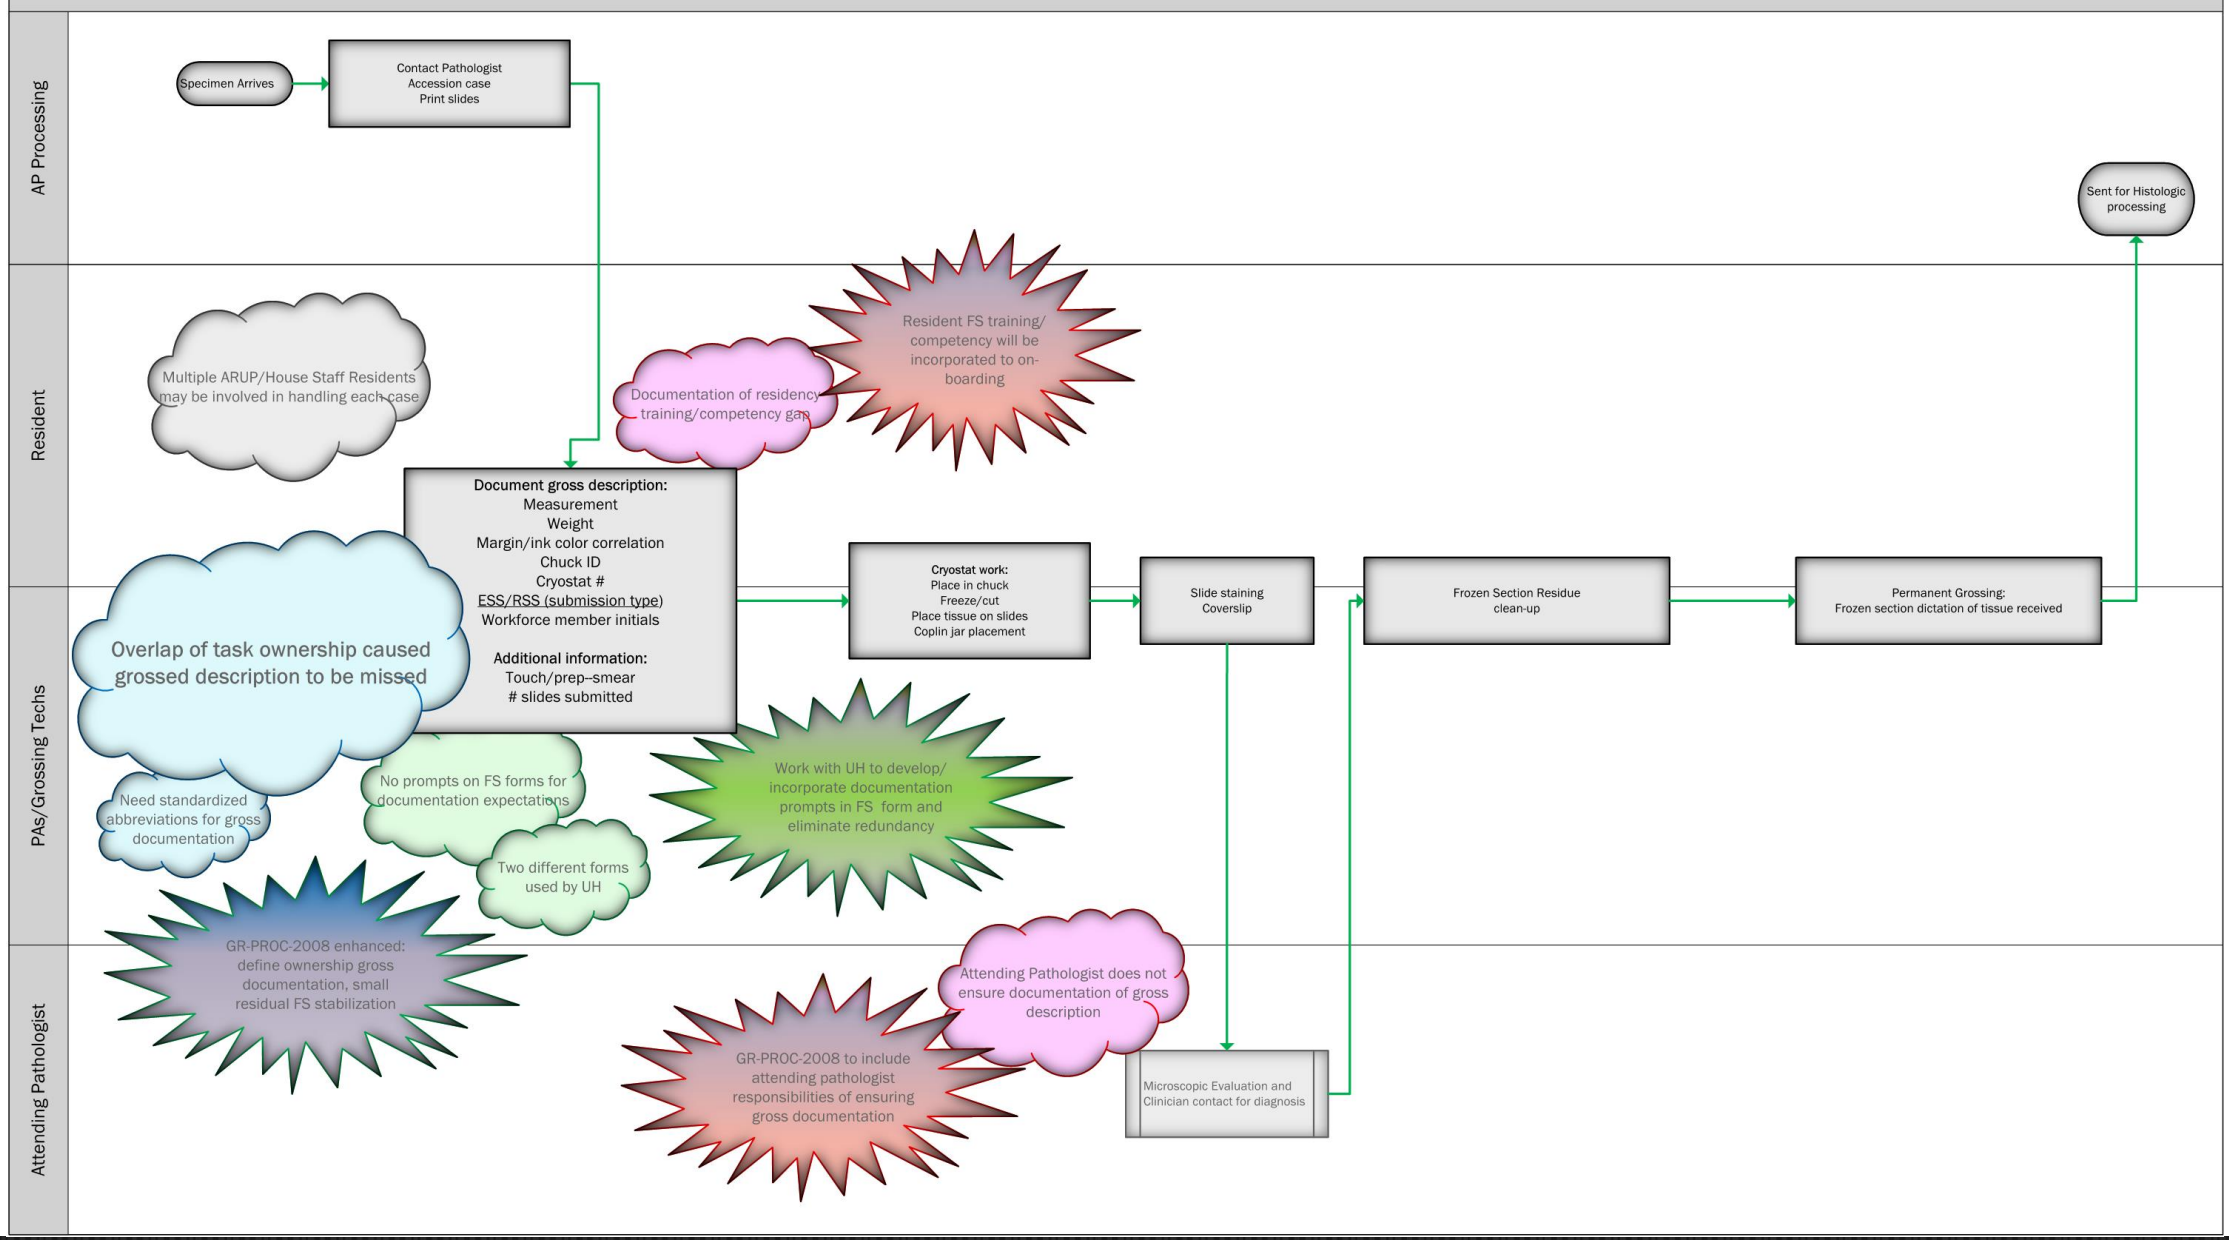 AP Processing
Specimen Arrives
Contact Pathologist
Accession case
Print slides
Sent for Histologic
processing
Resident
Multiple ARUP/House Staff Residents
may be involved in handling each case
Documentation of residency
training/competency gap
Resident FS training/
competency will be
incorporated to on-
boarding
Document gross description:
Measurement
Weight
Margin/ink color correlation
Chuck ID
Cryostat #
ESS/RSS (submission type)
Workforce member initials
Additional information:
Touch/prep--smear
# slides submitted
Cryostat work:
Place in chuck
Freeze/cut
Place tissue on slides
Coplin jar placement
Slide staining
Coverslip
Frozen Section Residue
clean-up
Permanent Grossing:
Frozen section dictation of tissue received
PAs/Grossing Techs
Overlap of task ownership caused
grossed description to be missed
Need standardized
abbreviations for gross
documentation
No prompts on FS forms for
documentation expectations
Two different forms
used by UH
Work with UH to develop/
incorporate documentation
prompts in FS form and
eliminate redundancy
Attending Pathologist
GR-PROC-2008 enhanced:
define ownership gross
documentation, small
residual FS stabilization
GR-PROC-2008 to include
attending pathologist
responsibilities of ensuring
gross documentation
Attending Pathologist does not
ensure documentation of gross
description
Microscopic Evaluation and
Clinician contact for diagnosis